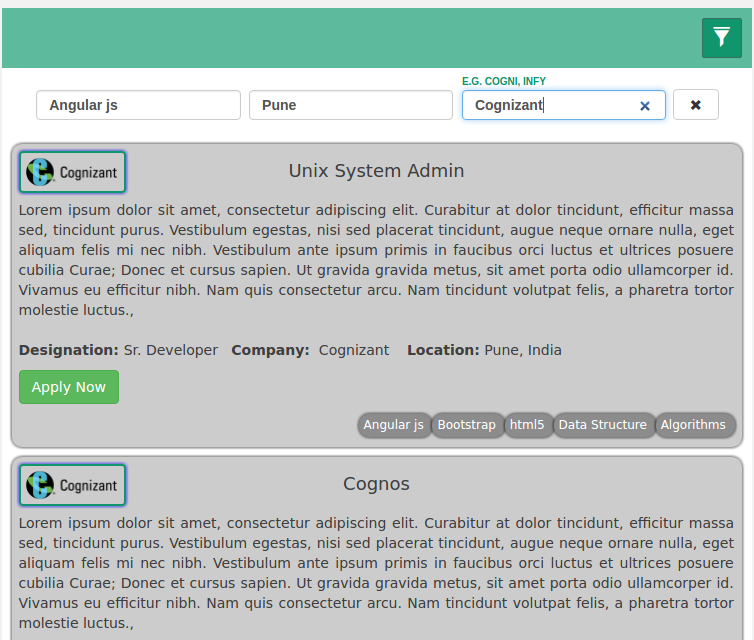 E.G. COGNI, INFY
Angular js Pune Cognizant
Cognizant Unix System Admin
Lorem ipsum dolor sit amet, consectetur adipiscing elit. Curabitur at dolor tincidunt, efficitur massa
sed, tincidunt purus. Vestibulum egestas, nisi sed placerat tincidunt, augue neque ornare nulla, eget
aliquam felis mi nec nibh. Vestibulum ante ipsum primis in faucibus orci luctus et ultrices posuere
cubilia Curae; Donec et cursus sapien. Ut gravida gravida metus, sit amet porta odio ullamcorper id.
Vivamus eu efficitur nibh. Nam quis consectetur arcu. Nam tincidunt volutpat felis, a pharetra tortor
molestie luctus.,
Designation: Sr. Developer Company: Cognizant Location: Pune, India
Apply Now
Angular js Bootstrap html5 Data Structure Algorithms
Cognizant Cognos
Lorem ipsum dolor sit amet, consectetur adipiscing elit. Curabitur at dolor tincidunt, efficitur massa
sed, tincidunt purus. Vestibulum egestas, nisi sed placerat tincidunt, augue neque ornare nulla, eget
aliquam felis mi nec nibh. Vestibulum ante ipsum primis in faucibus orci luctus et ultrices posuere
cubilia Curae; Donec et cursus sapien. Ut gravida gravida metus, sit amet porta odio ullamcorper id.
Vivamus eu efficitur nibh. Nam quis consectetur arcu. Nam tincidunt volutpat felis, a pharetra tortor
molestie luctus.,